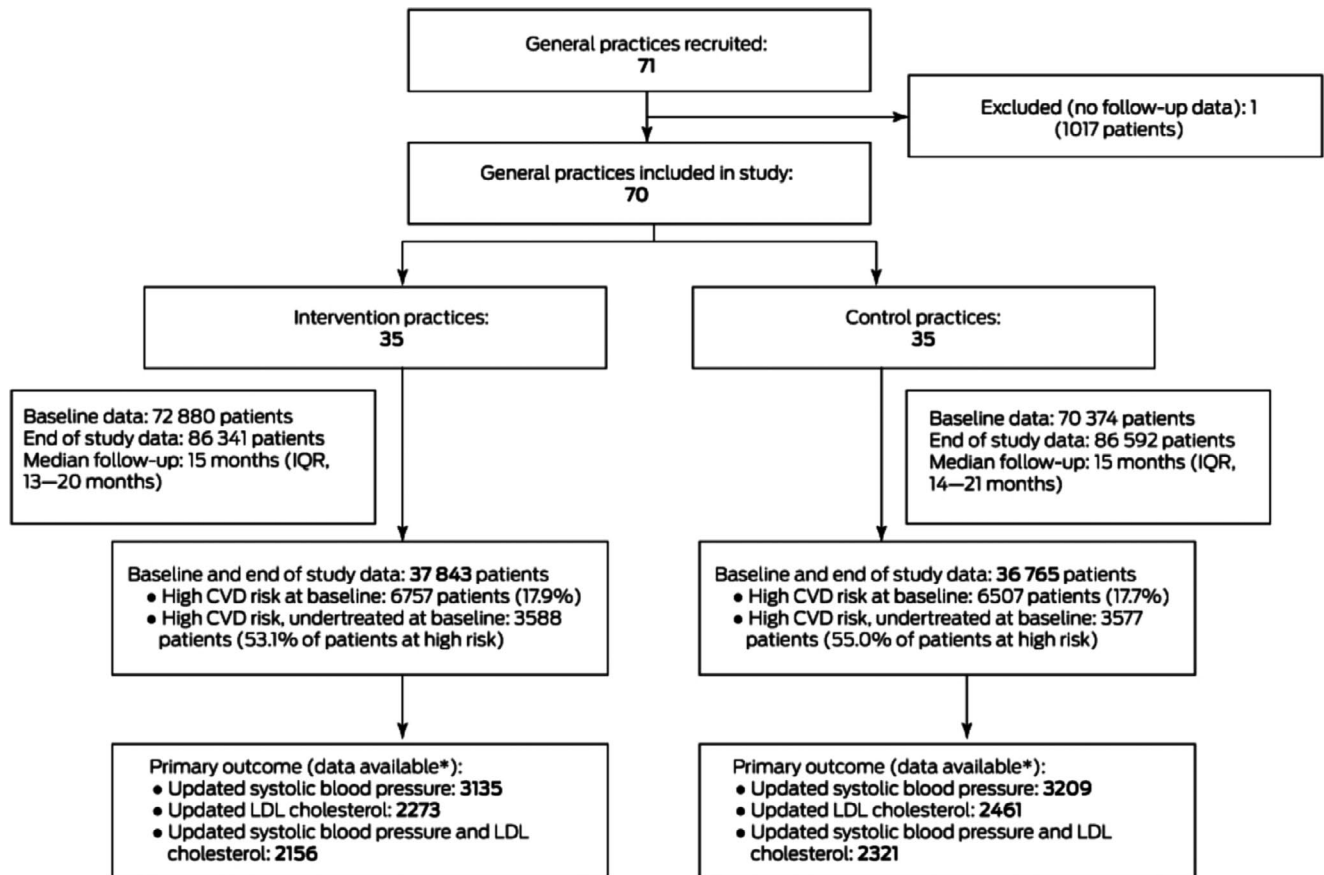 General practices recruited:
71
Excluded (no follow-up data): 1
(1017 patients)
General practices included in study:
70
Intervention practices:
35
Control practices:
35
Baseline data: 72 880 patients
End of study data: 86 341 patients
Median follow-up: 15 months (IQR,
13—20 months)
Baseline data: 70 374 patients
End of study data: 86 592 patients
Median follow-up: 15 months (IQR,
14—21 months)
Baseline and end of study data: 37 843 patients
• High CVD risk at baseline: 6757 patients (17.9%)
• High CVD risk, undertreated at baseline: 3588
patients (53.1% of patients at high risk)
Baseline and end of study data: 36 765 patients
• High CVD risk at baseline: 6507 patients (17.7%)
• High CVD risk, undertreated at baseline: 3577
patients (55.0% of patients at high risk)
Primary outcome (data available*):
• Updated systolic blood pressure: 3135
• Updated LDL cholesterol: 2273
• Updated systolic blood pressure and LDL
cholesterol: 2156
Primary outcome (data available*):
• Updated systolic blood pressure: 3209
• Updated LDL cholesterol: 2461
• Updated systolic blood pressure and LDL
cholesterol: 2321